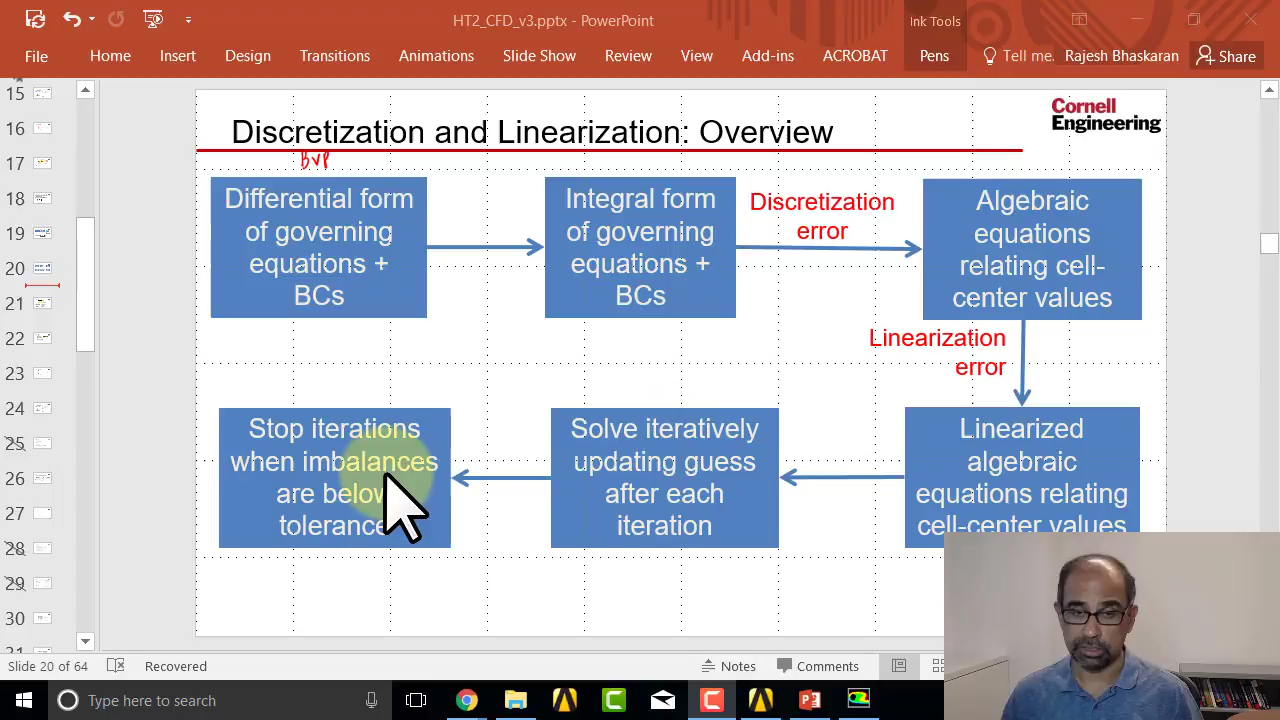 HT2_CFD_v3.pptx - PowerPoint
Ink Tools
File
Home
Insert
Design
Transitions
Animations
Slide Show
Review
View
Add-ins
ACROBAT
Pens
Tell me.
Rajesh Bhaskaran
Share
15
16
17
18
19
20
21
22
23
24
25
26
27
28
29
30
Discretization and Linearization: Overview
Cornell
Engineering
BVP
Differential form
of governing
equations +
BCs
Integral form
of governing
equations +
BCs
Discretization
error
Algebraic
equations
relating cell-
center values
Linearization
error
Stop iterations
when imbalances
are below
tolerance
Solve iteratively
updating guess
after each
iteration
Linearized
algebraic
equations relating
cell-center values
Slide 20 of 64
Recovered
Notes
Comments
Type here to search